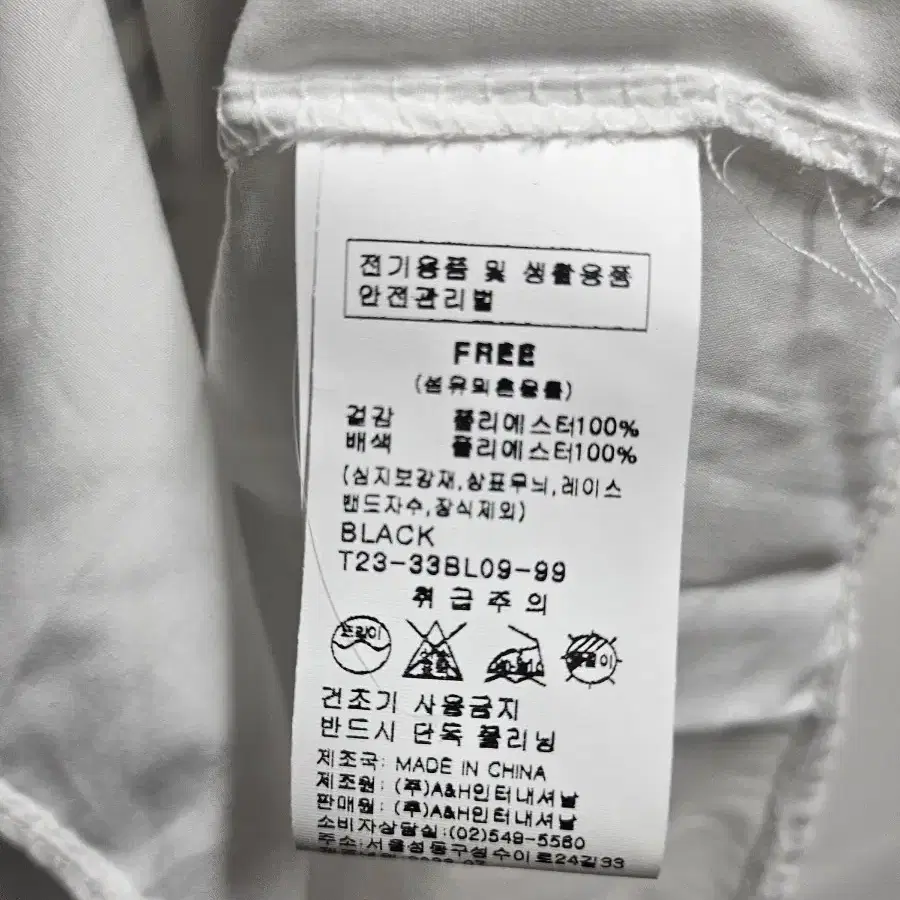 전기용품 및 생활용품
안전관리법
FREE
(섬유의혼용률)
겉감 폴리에스터100%
배색 폴리에스터100%
(심지보강재,상표무늬,레이스
밴드자수,장식제외)
BLACK
T23-33BL09-99
취급주의
드라이
건조기 사용금지
반드시 단독 물리닝
제조국: MADE IN CHINA
제조원: (주)A&H인터내셔날
판매원: (주)A&H인터내셔날
소비자상담실:(02)549-5560
주소:서울성동구성수이로24길33